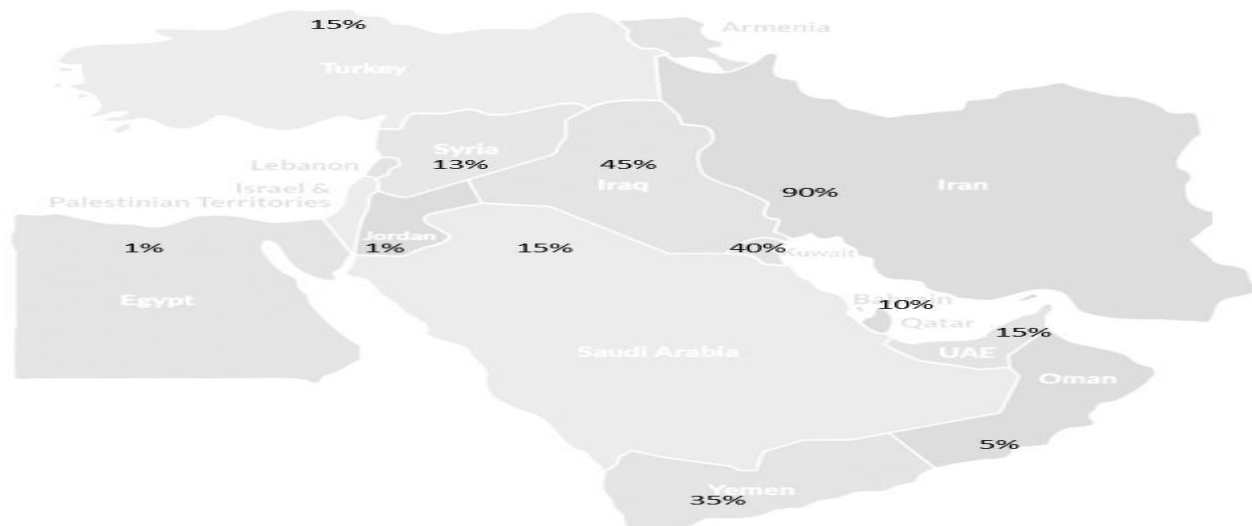 15%
Armenia
Turkey
Syria
13%
45%
Iraq
Lebanon
Israel &
Palestinian Territories
90%
Iran
1%
Jordan
1%
15%
40%
Kuwait
Egypt
Bahrain
10%
Qatar
15%
Saudi Arabia
UAE
Oman
5%
Yemen
35%